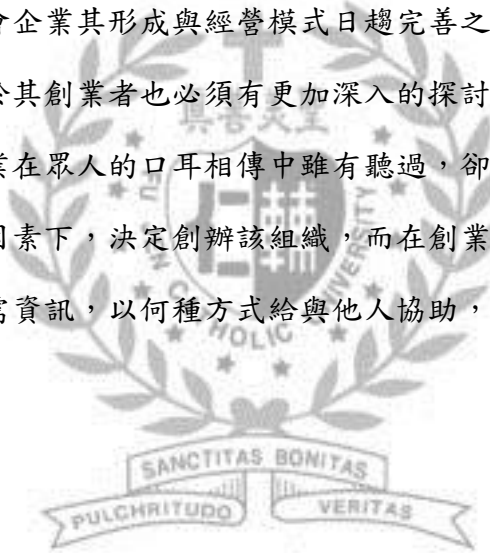 會企業其形成與經營模式日趨完善之
於其創業者也必須有更加深入的探討
真善美聖
業在眾人的口耳相傳中雖有聽過,卻
因素下,決定創辦該組織,而在創業
需資訊,以何種方式給與他人協助,
SANCTITAS BONITAS
PULCHRITUDO VERITAS